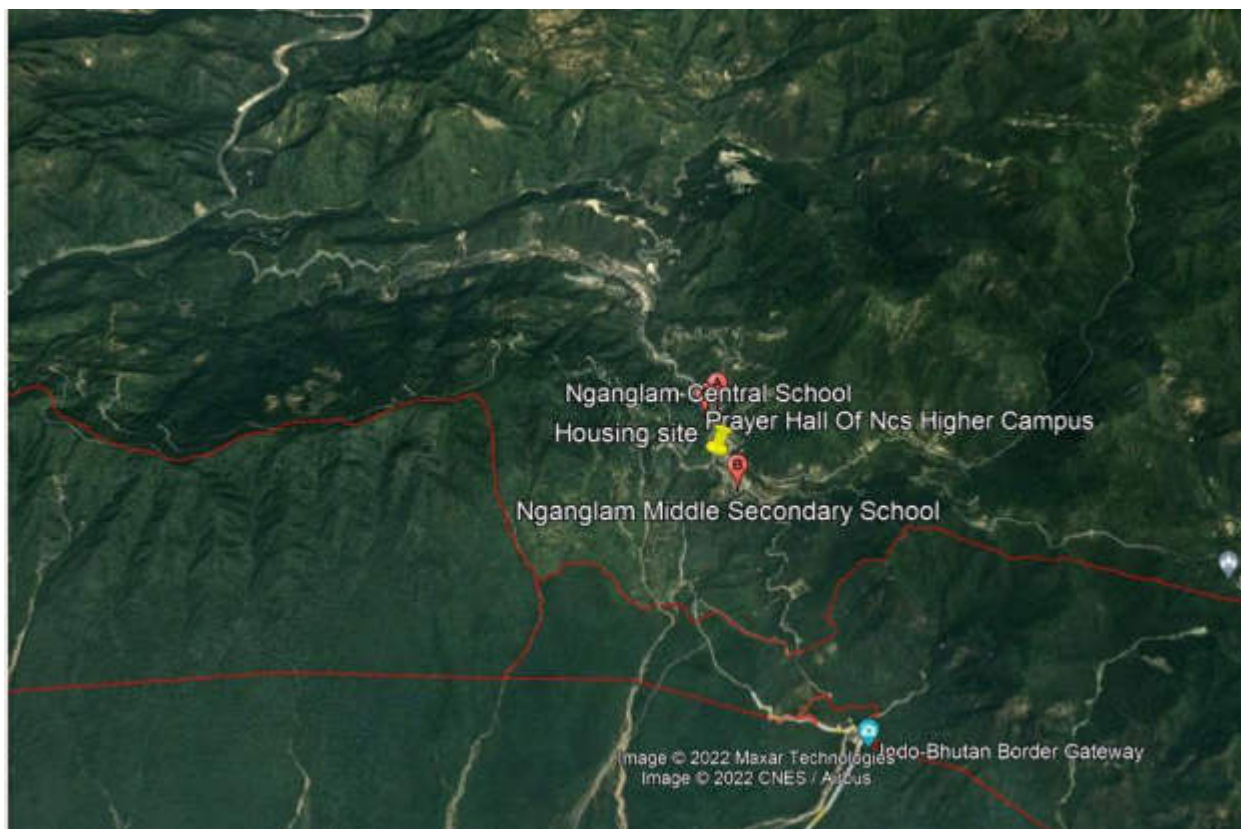 A
Nganglam Central School
Prayer Hall Of Ncs Higher Campus
Housing site
B
Nganglam Middle Secondary School
Indo-Bhutan Border Gateway
Image © 2022 Maxar Technologies
Image © 2022 CNES / Airbus